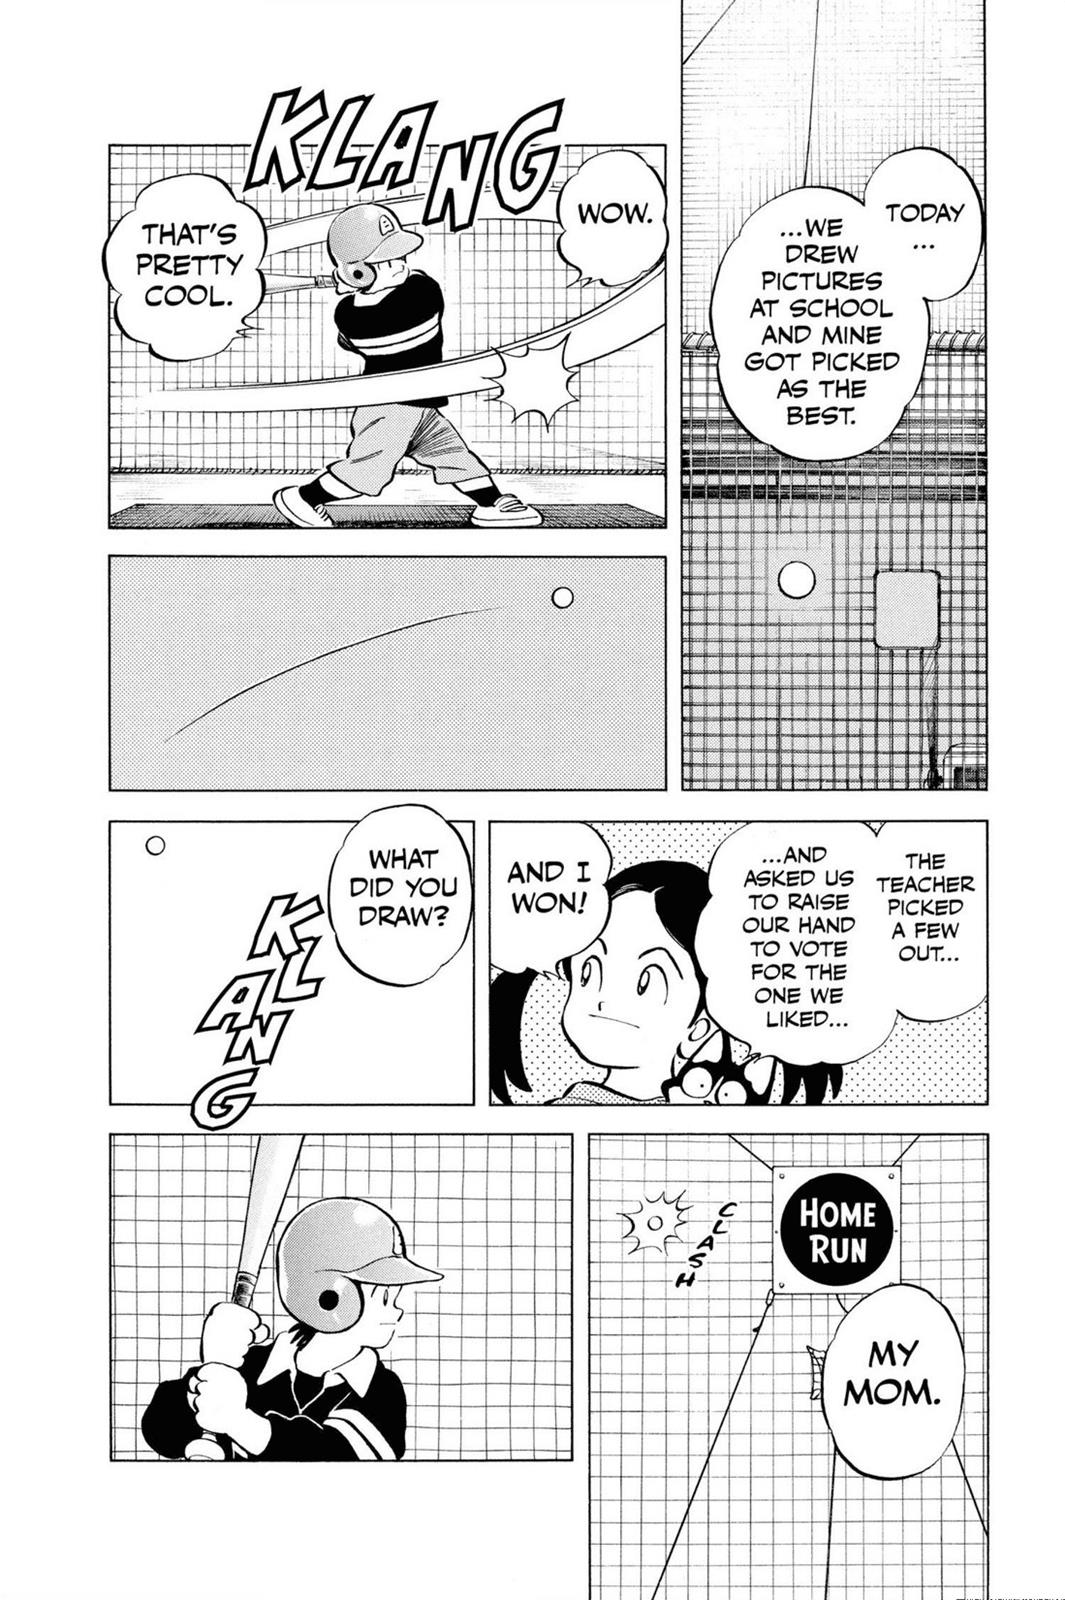 TODAY
...
...WE
DREW
PICTURES
AT SCHOOL
AND MINE
GOT PICKED
AS THE
BEST.
KLANG
WOW.
THAT'S
PRETTY
COOL.
THE
TEACHER
PICKED
A FEW
OUT...
...AND
ASKED US
TO RAISE
OUR HAND
TO VOTE
FOR THE
ONE WE
LIKED...
AND I
WON!
WHAT
DID YOU
DRAW?
KLANG
CLASH
HOME
RUN
MY
MOM.